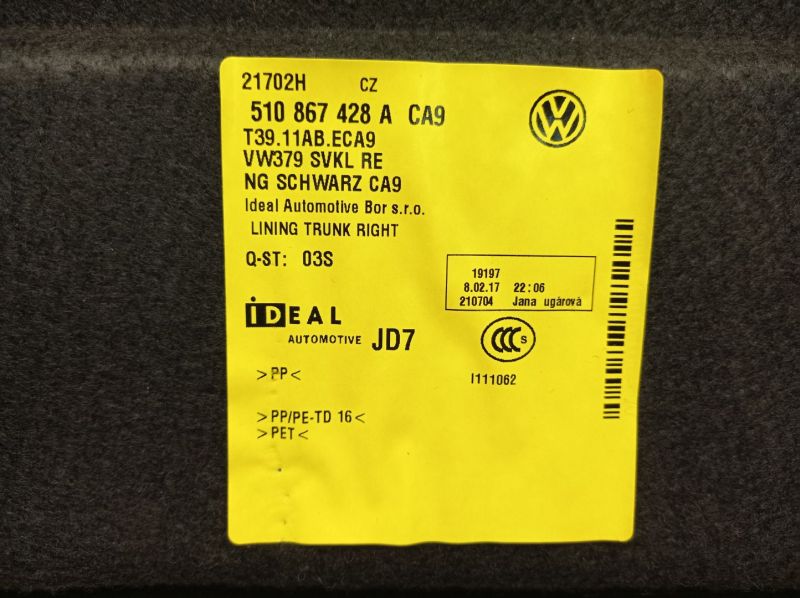 21702H CZ
510 867 428 A CA9
T39.11AB.ECA9
VW379 SVKL RE
NG SCHWARZ CA9
Ideal Automotive Bor s.r.o.
LINING TRUNK RIGHT
Q-ST: 03S
19197
8.02.17 22:06
210704 Jana ugárová
iDEAL
AUTOMOTIVE JD7
CCC S
I111062
>PP<
>PP/PE-TD 16<
>PET<